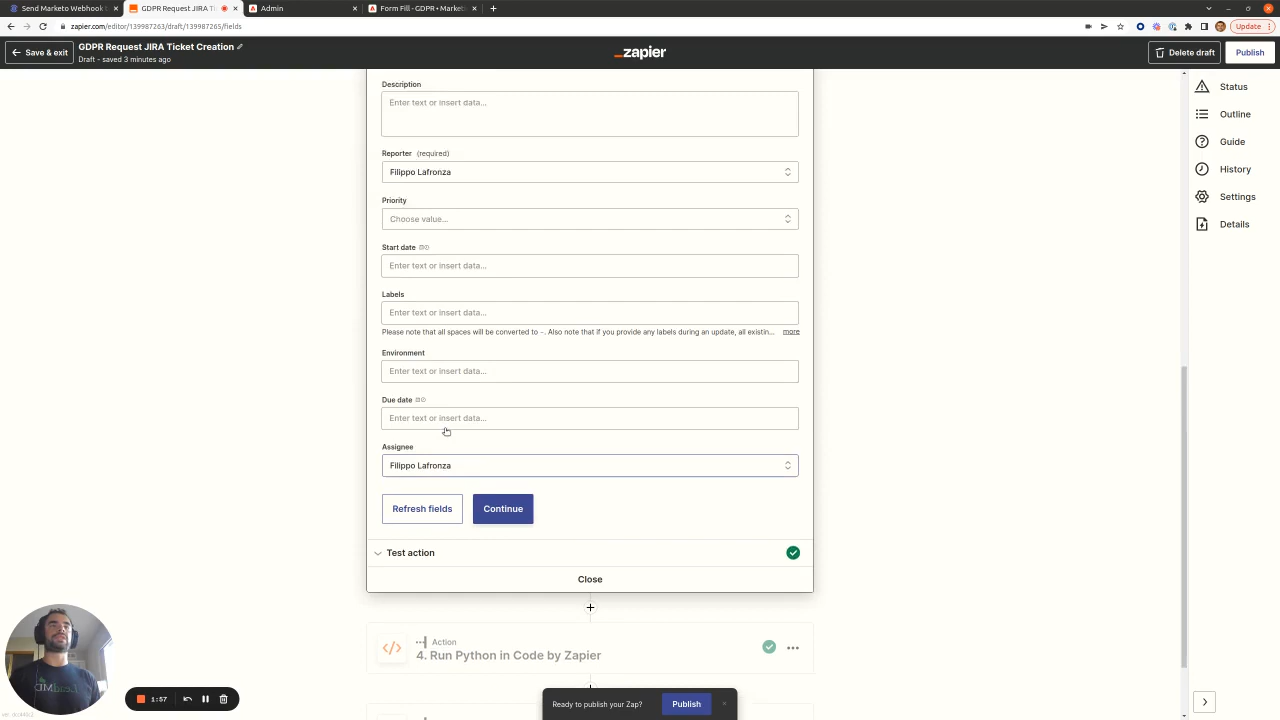 Send Marketo Webhook t
GDPR Request JIRA Ti
Admin
Form Fill · GDPR • Market
zapier.com/editor/139987263/draft/139987265/fields
Update
Save & exit
GDPR Request JIRA Ticket Creation
Draft - saved 3 minutes ago
zapier
Delete draft
Publish
Status
Outline
Guide
History
Settings
Details
Description
Enter text or insert data...
Reporter (required)
Filippo Lafronza
Priority
Choose value...
Start date
Enter text or insert data...
Labels
Enter text or insert data...
Please note that all spaces will be converted to -. Also note that if you provide any labels during an update, all existin... more
Environment
Enter text or insert data...
Due date
Enter text or insert data...
Assignee
Filippo Lafronza
Refresh fields
Continue
Test action
Close
Action
4. Run Python in Code by Zapier
1:57
Ready to publish your Zap?
Publish